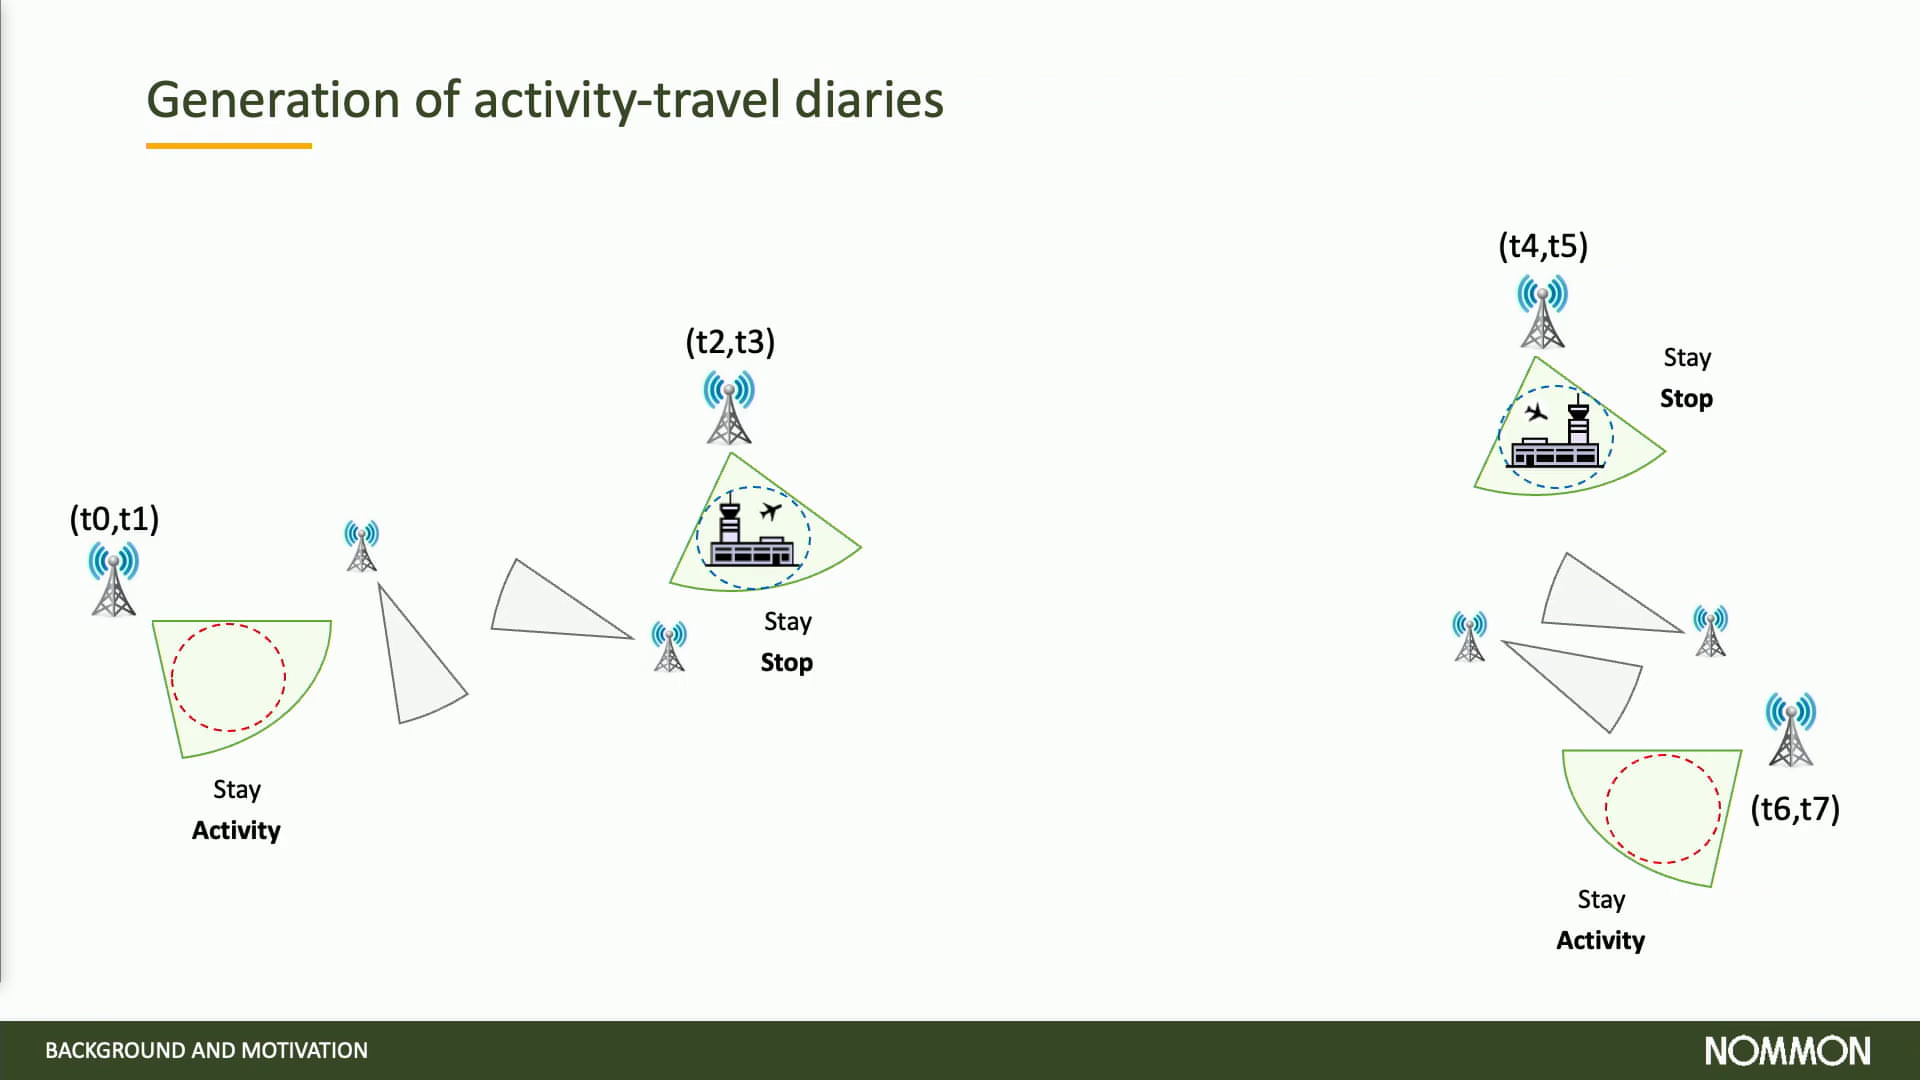 Generation of activity-travel diaries
(t0,t1)
Stay
Activity
(t2,t3)
Stay
Stop
(t4,t5)
Stay
Stop
(t6,t7)
Stay
Activity
BACKGROUND AND MOTIVATION
NOMMON